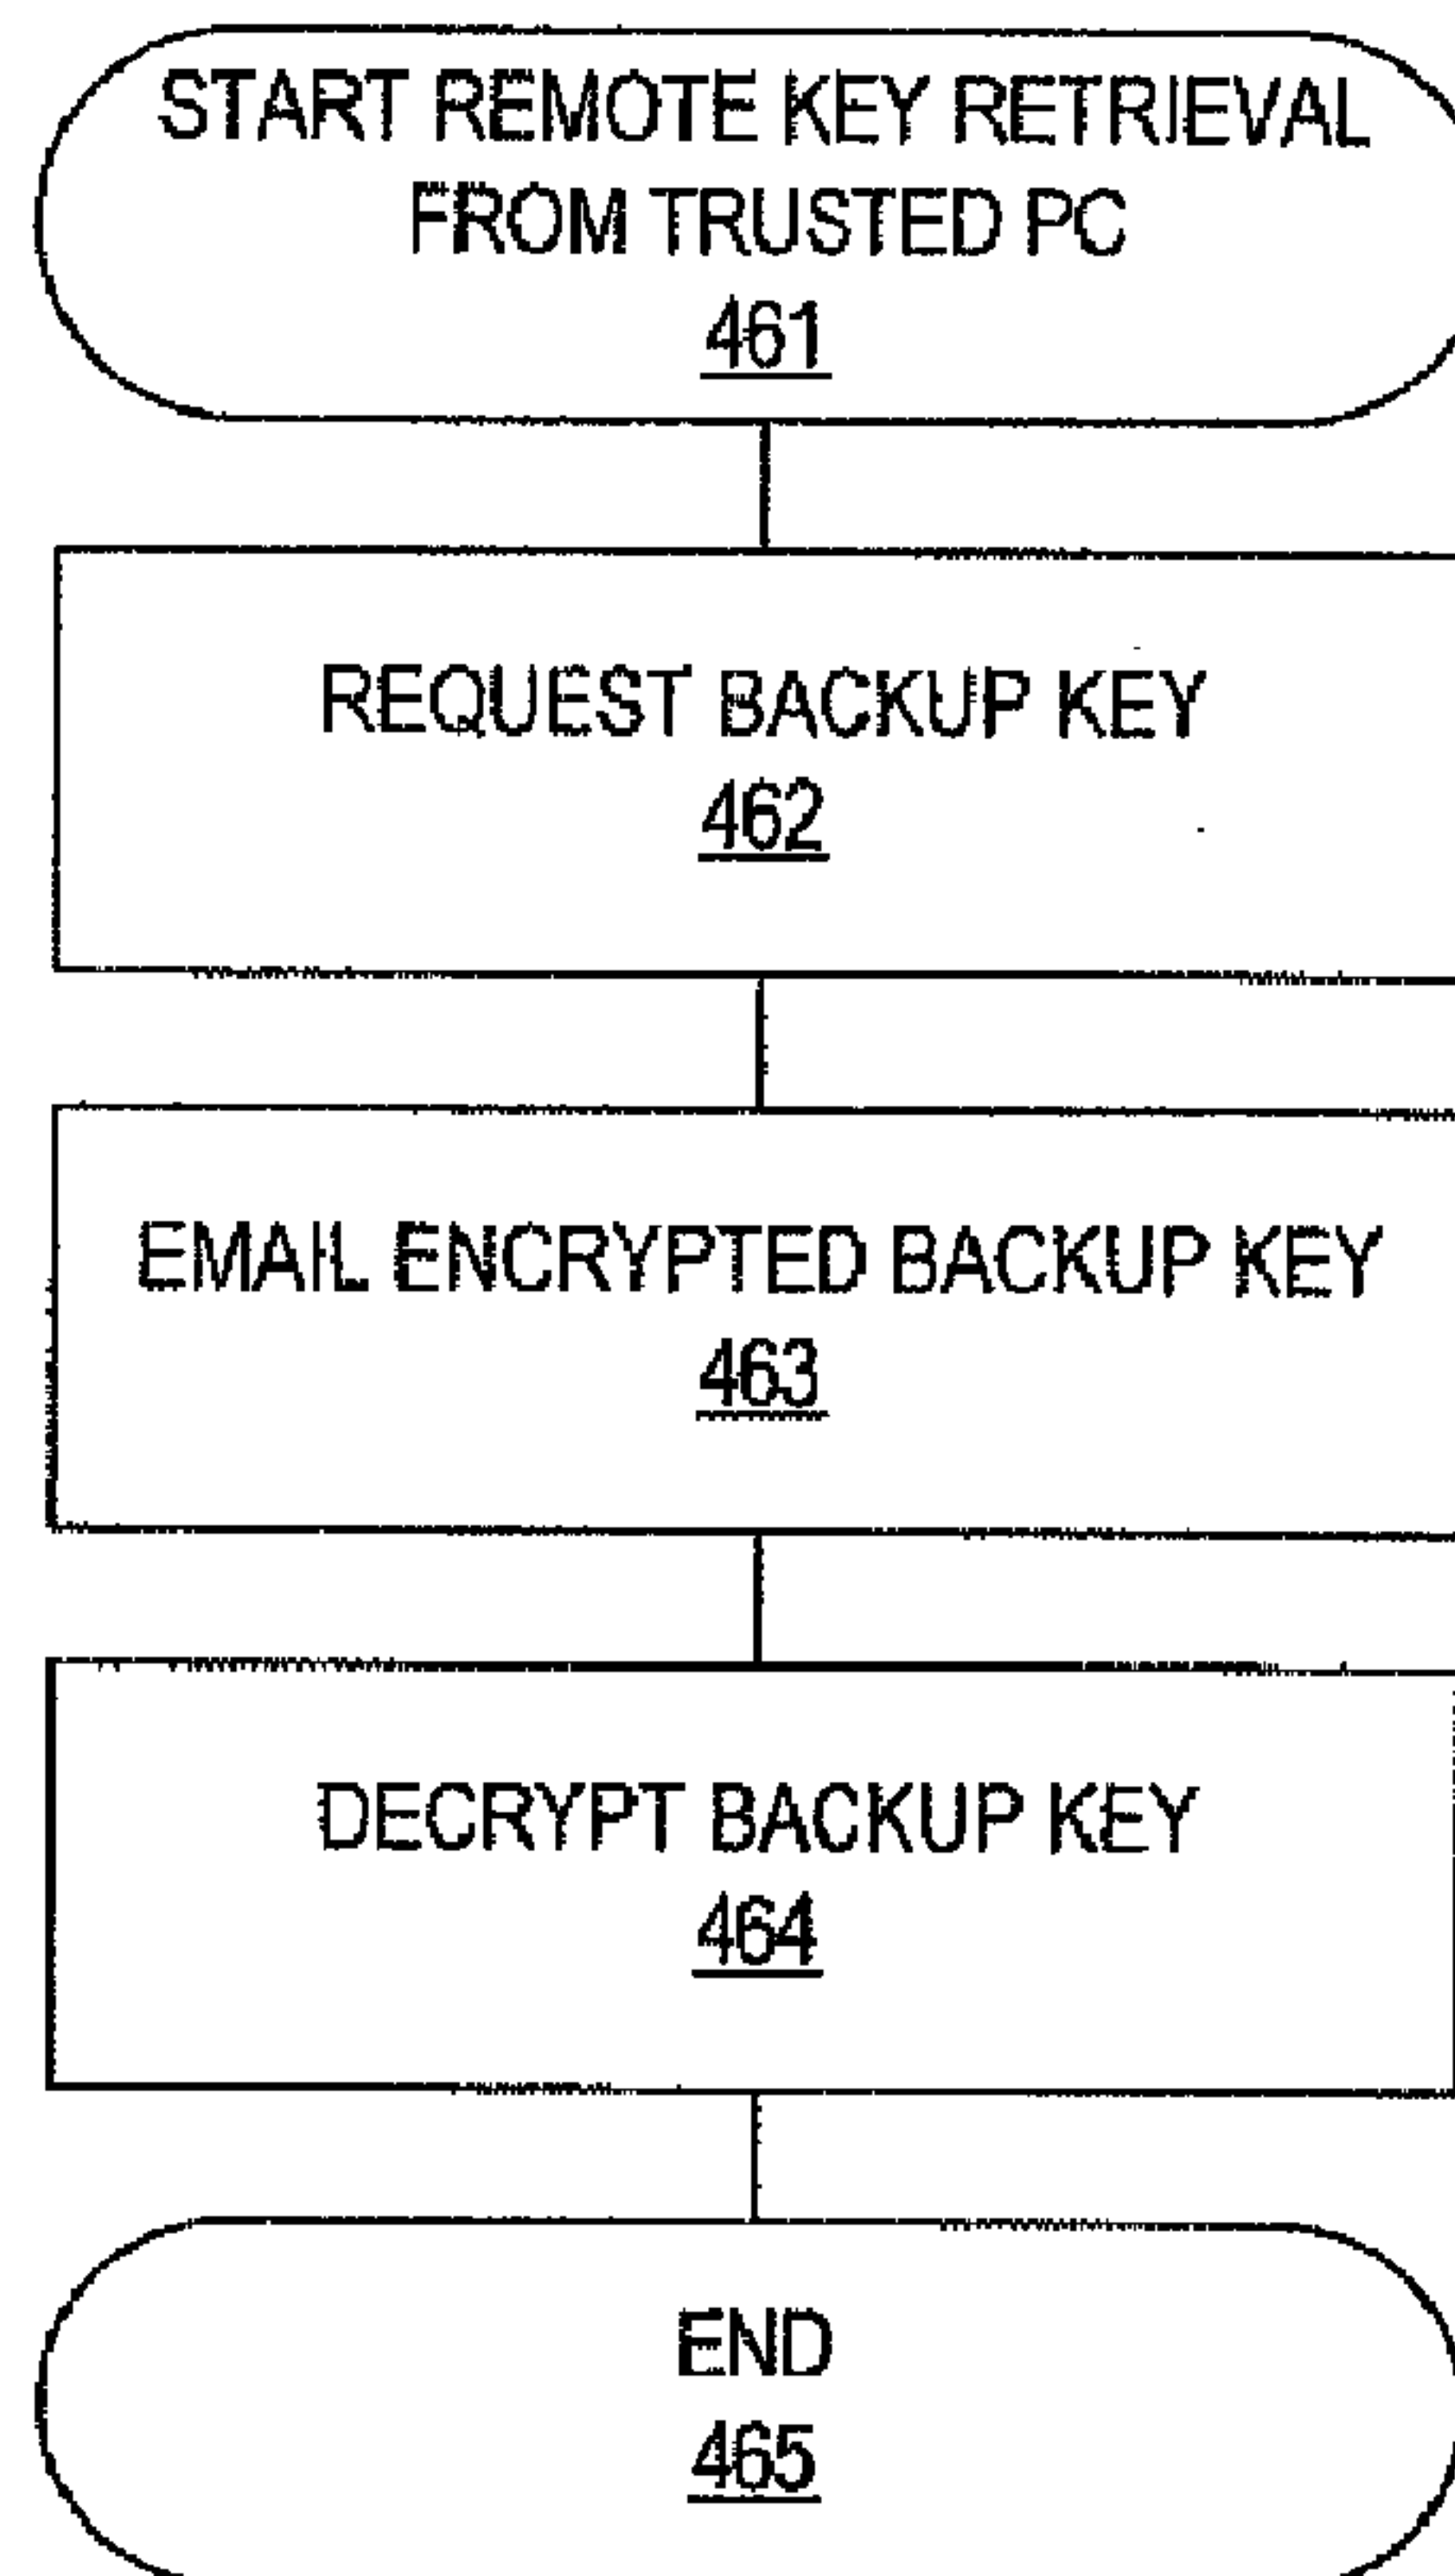 START REMOTE KEY RETRIEVAL
FROM TRUSTED PC
461
REQUEST BACKUP KEY
462
EMAIL ENCRYPTED BACKUP KEY
463
DECRYPT BACKUP KEY
464
END
465